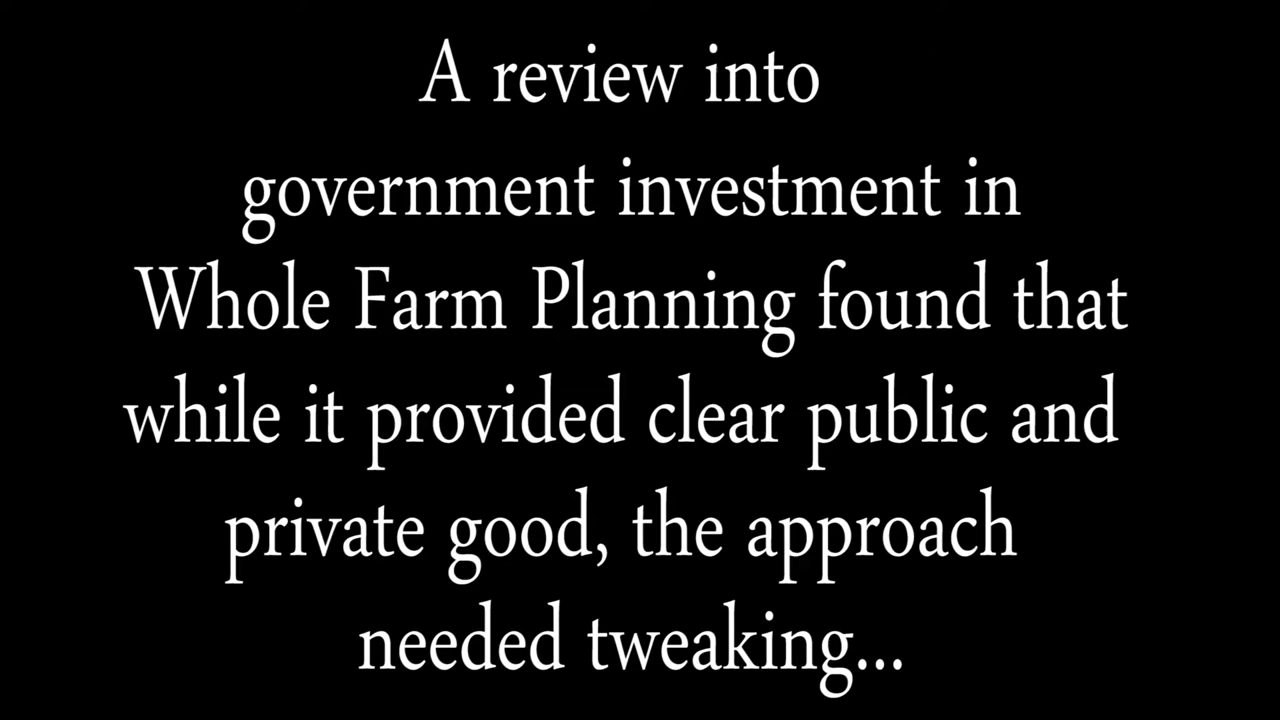 A review into
government investment in
Whole Farm Planning found that
while it provided clear public and
private good, the approach
needed tweaking...